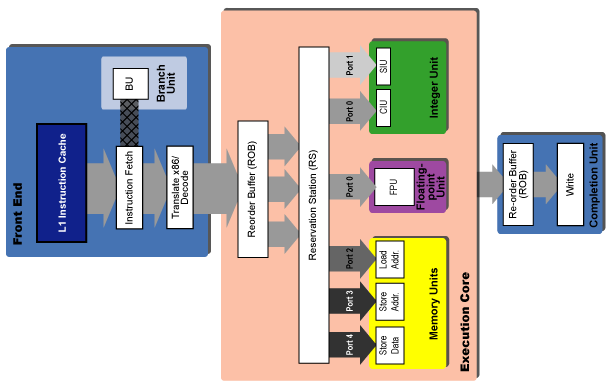 Front End
L1 Instruction Cache
Instruction Fetch
BU
Branch
Unit
Translate x86/
Decode
Reorder Buffer (ROB)
Reservation Station (RS)
Port 4
Port 3
Port 2
Port 0
Port 0
Port 1
Store
Data
Store
Addr.
Load
Addr.
Memory Units
FPU
Floating-
point
Unit
CIU
SIU
Integer Unit
Execution Core
Re-order Buffer
(ROB)
Write
Completion Unit